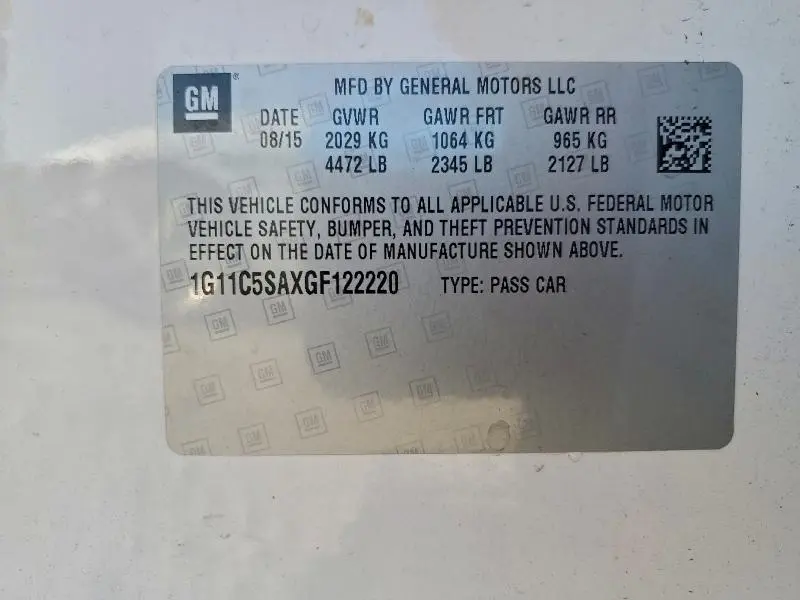 GM
MFD BY GENERAL MOTORS LLC
DATE GVWR GAWR FRT GAWR RR
08/15 2029 KG 1064 KG 965 KG
4472 LB 2345 LB 2127 LB
THIS VEHICLE CONFORMS TO ALL APPLICABLE U.S. FEDERAL MOTOR
VEHICLE SAFETY, BUMPER, AND THEFT PREVENTION STANDARDS IN
EFFECT ON THE DATE OF MANUFACTURE SHOWN ABOVE.
1G11C5SAXGF122220 TYPE: PASS CAR